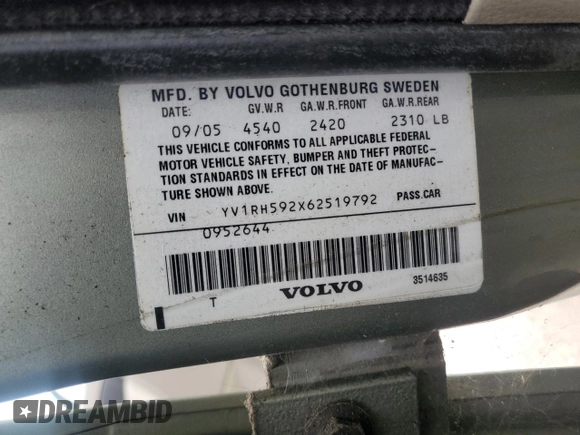 MFD. BY VOLVO GOTHENBURG SWEDEN
DATE: GV.W.R GA.W.R.FRONT GA.W.R.REAR
09/05 4540 2420 2310 LB
THIS VEHICLE CONFORMS TO ALL APPLICABLE FEDERAL
MOTOR VEHICLE SAFETY, BUMPER AND THEFT PROTEC-
TION STANDARDS IN EFFECT ON THE DATE OF MANUFAC-
TURE SHOWN ABOVE.
VIN YV1RH592X62519792 PASS.CAR
0952644
T VOLVO 3514635
DREAMBID